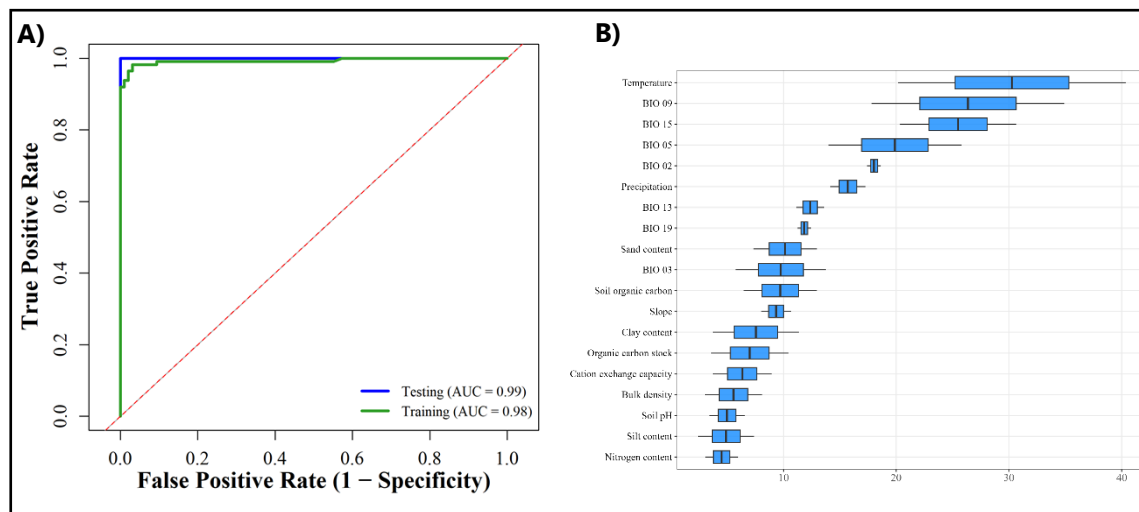 A)
True Positive Rate
1.0
0.8
0.6
0.4
0.2
0.0
Testing (AUC = 0.99)
Training (AUC = 0.98)
0.0 0.2 0.4 0.6 0.8 1.0
False Positive Rate (1 − Specificity)
B)
Temperature
BIO 09
BIO 15
BIO 05
BIO 02
Precipitation
BIO 13
BIO 19
Sand content
BIO 03
Soil organic carbon
Slope
Clay content
Organic carbon stock
Cation exchange capacity
Bulk density
Soil pH
Silt content
Nitrogen content
10 20 30 40